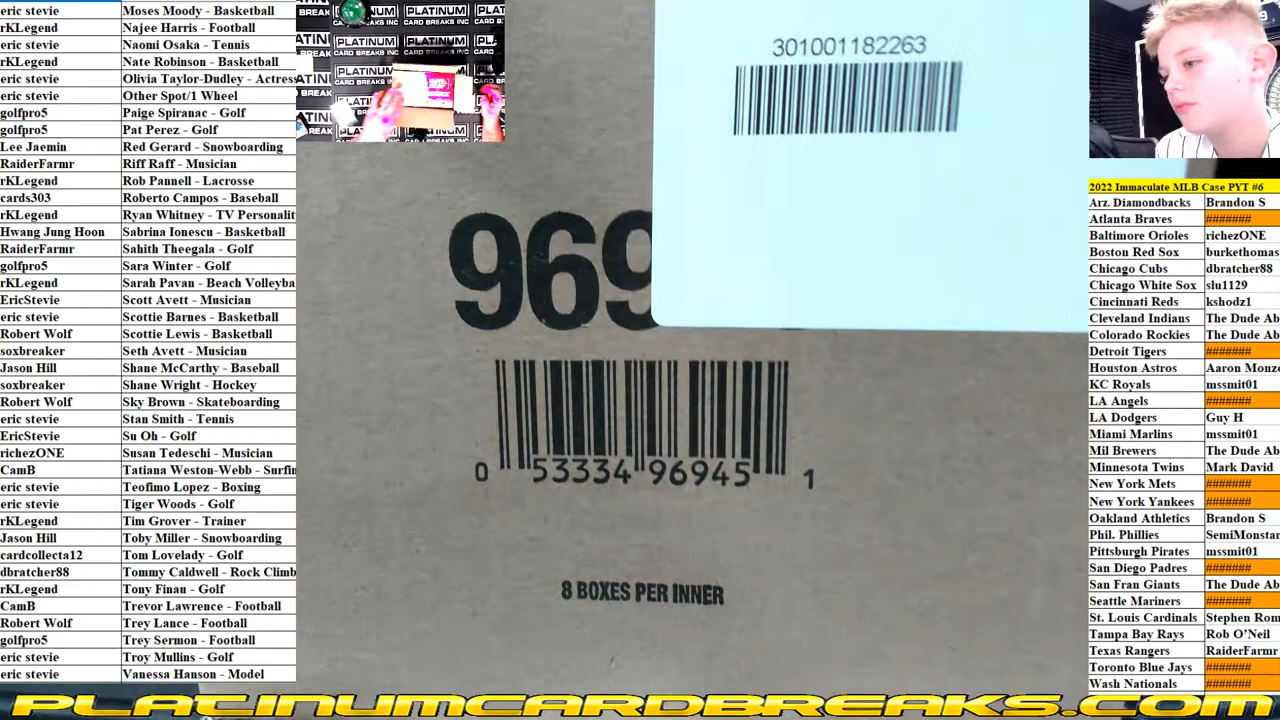 eric stevie Moses Moody - Basketball
rKLegend Najee Harris - Football
eric stevie Naomi Osaka - Tennis
rKLegend Nate Robinson - Basketball
eric stevie Olivia Taylor-Dudley - Actress
eric stevie Other Spot/1 Wheel
golfpro5 Paige Spiranac - Golf
golfpro5 Pat Perez - Golf
Lee Jaemin Red Gerard - Snowboarding
RaiderFarmr Riff Raff - Musician
rKLegend Rob Pannell - Lacrosse
cards303 Roberto Campos - Baseball
rKLegend Ryan Whitney - TV Personalit
Hwang Jung Hoon Sabrina Ionescu - Basketball
RaiderFarmr Sahith Theegala - Golf
golfpro5 Sara Winter - Golf
rKLegend Sarah Pavan - Beach Volleyba
EricStevie Scott Avett - Musician
eric stevie Scottie Barnes - Basketball
Robert Wolf Scottie Lewis - Basketball
soxbreaker Seth Avett - Musician
Jason Hill Shane McCarthy - Baseball
soxbreaker Shane Wright - Hockey
Robert Wolf Sky Brown - Skateboarding
eric stevie Stan Smith - Tennis
EricStevie Su Oh - Golf
richezONE Susan Tedeschi - Musician
CamB Tatiana Weston-Webb - Surfin
eric stevie Teofimo Lopez - Boxing
eric stevie Tiger Woods - Golf
rKLegend Tim Grover - Trainer
Jason Hill Toby Miller - Snowboarding
cardcollecta12 Tom Lovelady - Golf
dbratcher88 Tommy Caldwell - Rock Climb
rKLegend Tony Finau - Golf
CamB Trevor Lawrence - Football
Robert Wolf Trey Lance - Football
golfpro5 Trey Sermon - Football
eric stevie Troy Mullins - Golf
eric stevie Vanessa Hanson - Model
PLATINUM
CARD BREAKS INC
301001182263
969
0 53334 96945 1
8 BOXES PER INNER
2022 Immaculate MLB Case PYT #6
Arz. Diamondbacks Brandon S
Atlanta Braves #######
Baltimore Orioles richezONE
Boston Red Sox burkethomas
Chicago Cubs dbratcher88
Chicago White Sox slu1129
Cincinnati Reds kshodz1
Cleveland Indians The Dude Ab
Colorado Rockies The Dude Ab
Detroit Tigers #######
Houston Astros Aaron Monze
KC Royals mssmit01
LA Angels #######
LA Dodgers Guy H
Miami Marlins mssmit01
Mil Brewers The Dude Ab
Minnesota Twins Mark David
New York Mets #######
New York Yankees #######
Oakland Athletics Brandon S
Phil. Phillies SemiMonstar
Pittsburgh Pirates mssmit01
San Diego Padres #######
San Fran Giants The Dude Ab
Seattle Mariners #######
St. Louis Cardinals Stephen Rom
Tampa Bay Rays Rob O'Neil
Texas Rangers RaiderFarmr
Toronto Blue Jays #######
Wash Nationals #######
PLATINUMCARDBREAKS.COM